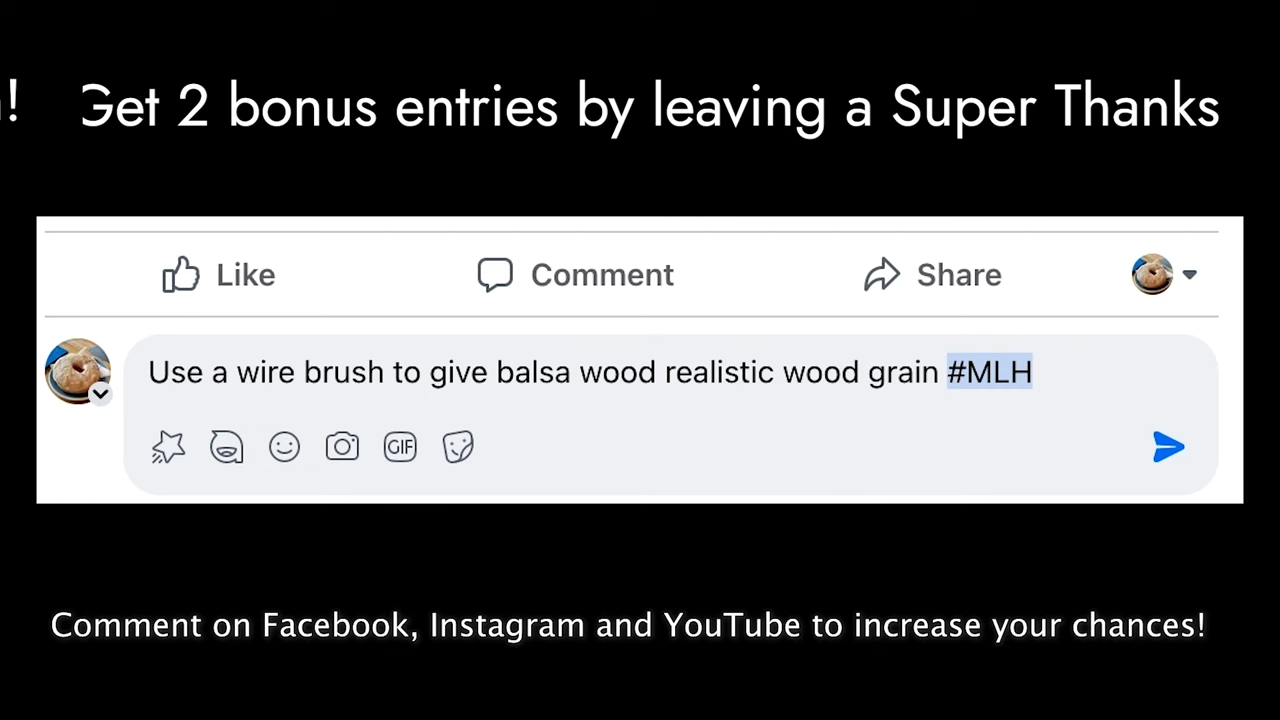 ! Get 2 bonus entries by leaving a Super Thanks
Like Comment Share
Use a wire brush to give balsa wood realistic wood grain #MLH
GIF
Comment on Facebook, Instagram and YouTube to increase your chances!